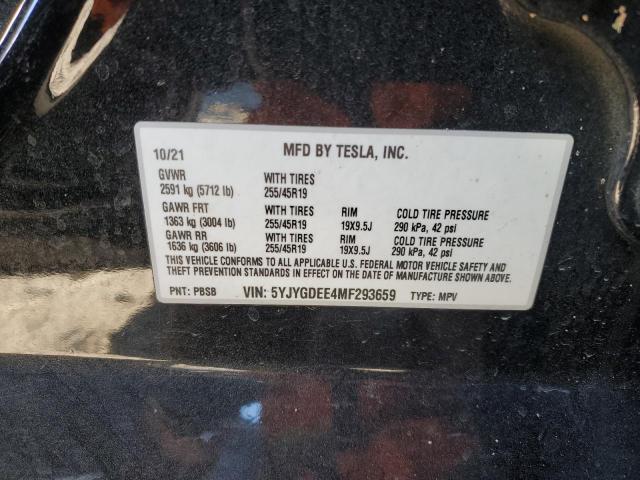 10/21 MFD BY TESLA, INC.
GVWR WITH TIRES
2591 kg (5712 lb) 255/45R19
GAWR FRT WITH TIRES RIM COLD TIRE PRESSURE
1363 kg (3004 lb) 255/45R19 19X9.5J 290 kPa, 42 psi
GAWR RR WITH TIRES RIM COLD TIRE PRESSURE
1636 kg (3606 lb) 255/45R19 19X9.5J 290 kPa, 42 psi
THIS VEHICLE CONFORMS TO ALL APPLICABLE U.S. FEDERAL MOTOR VEHICLE SAFETY AND
THEFT PREVENTION STANDARDS IN EFFECT ON THE DATE OF MANUFACTURE SHOWN ABOVE.
PNT: PBSB VIN: 5YJYGDEE4MF293659 TYPE: MPV